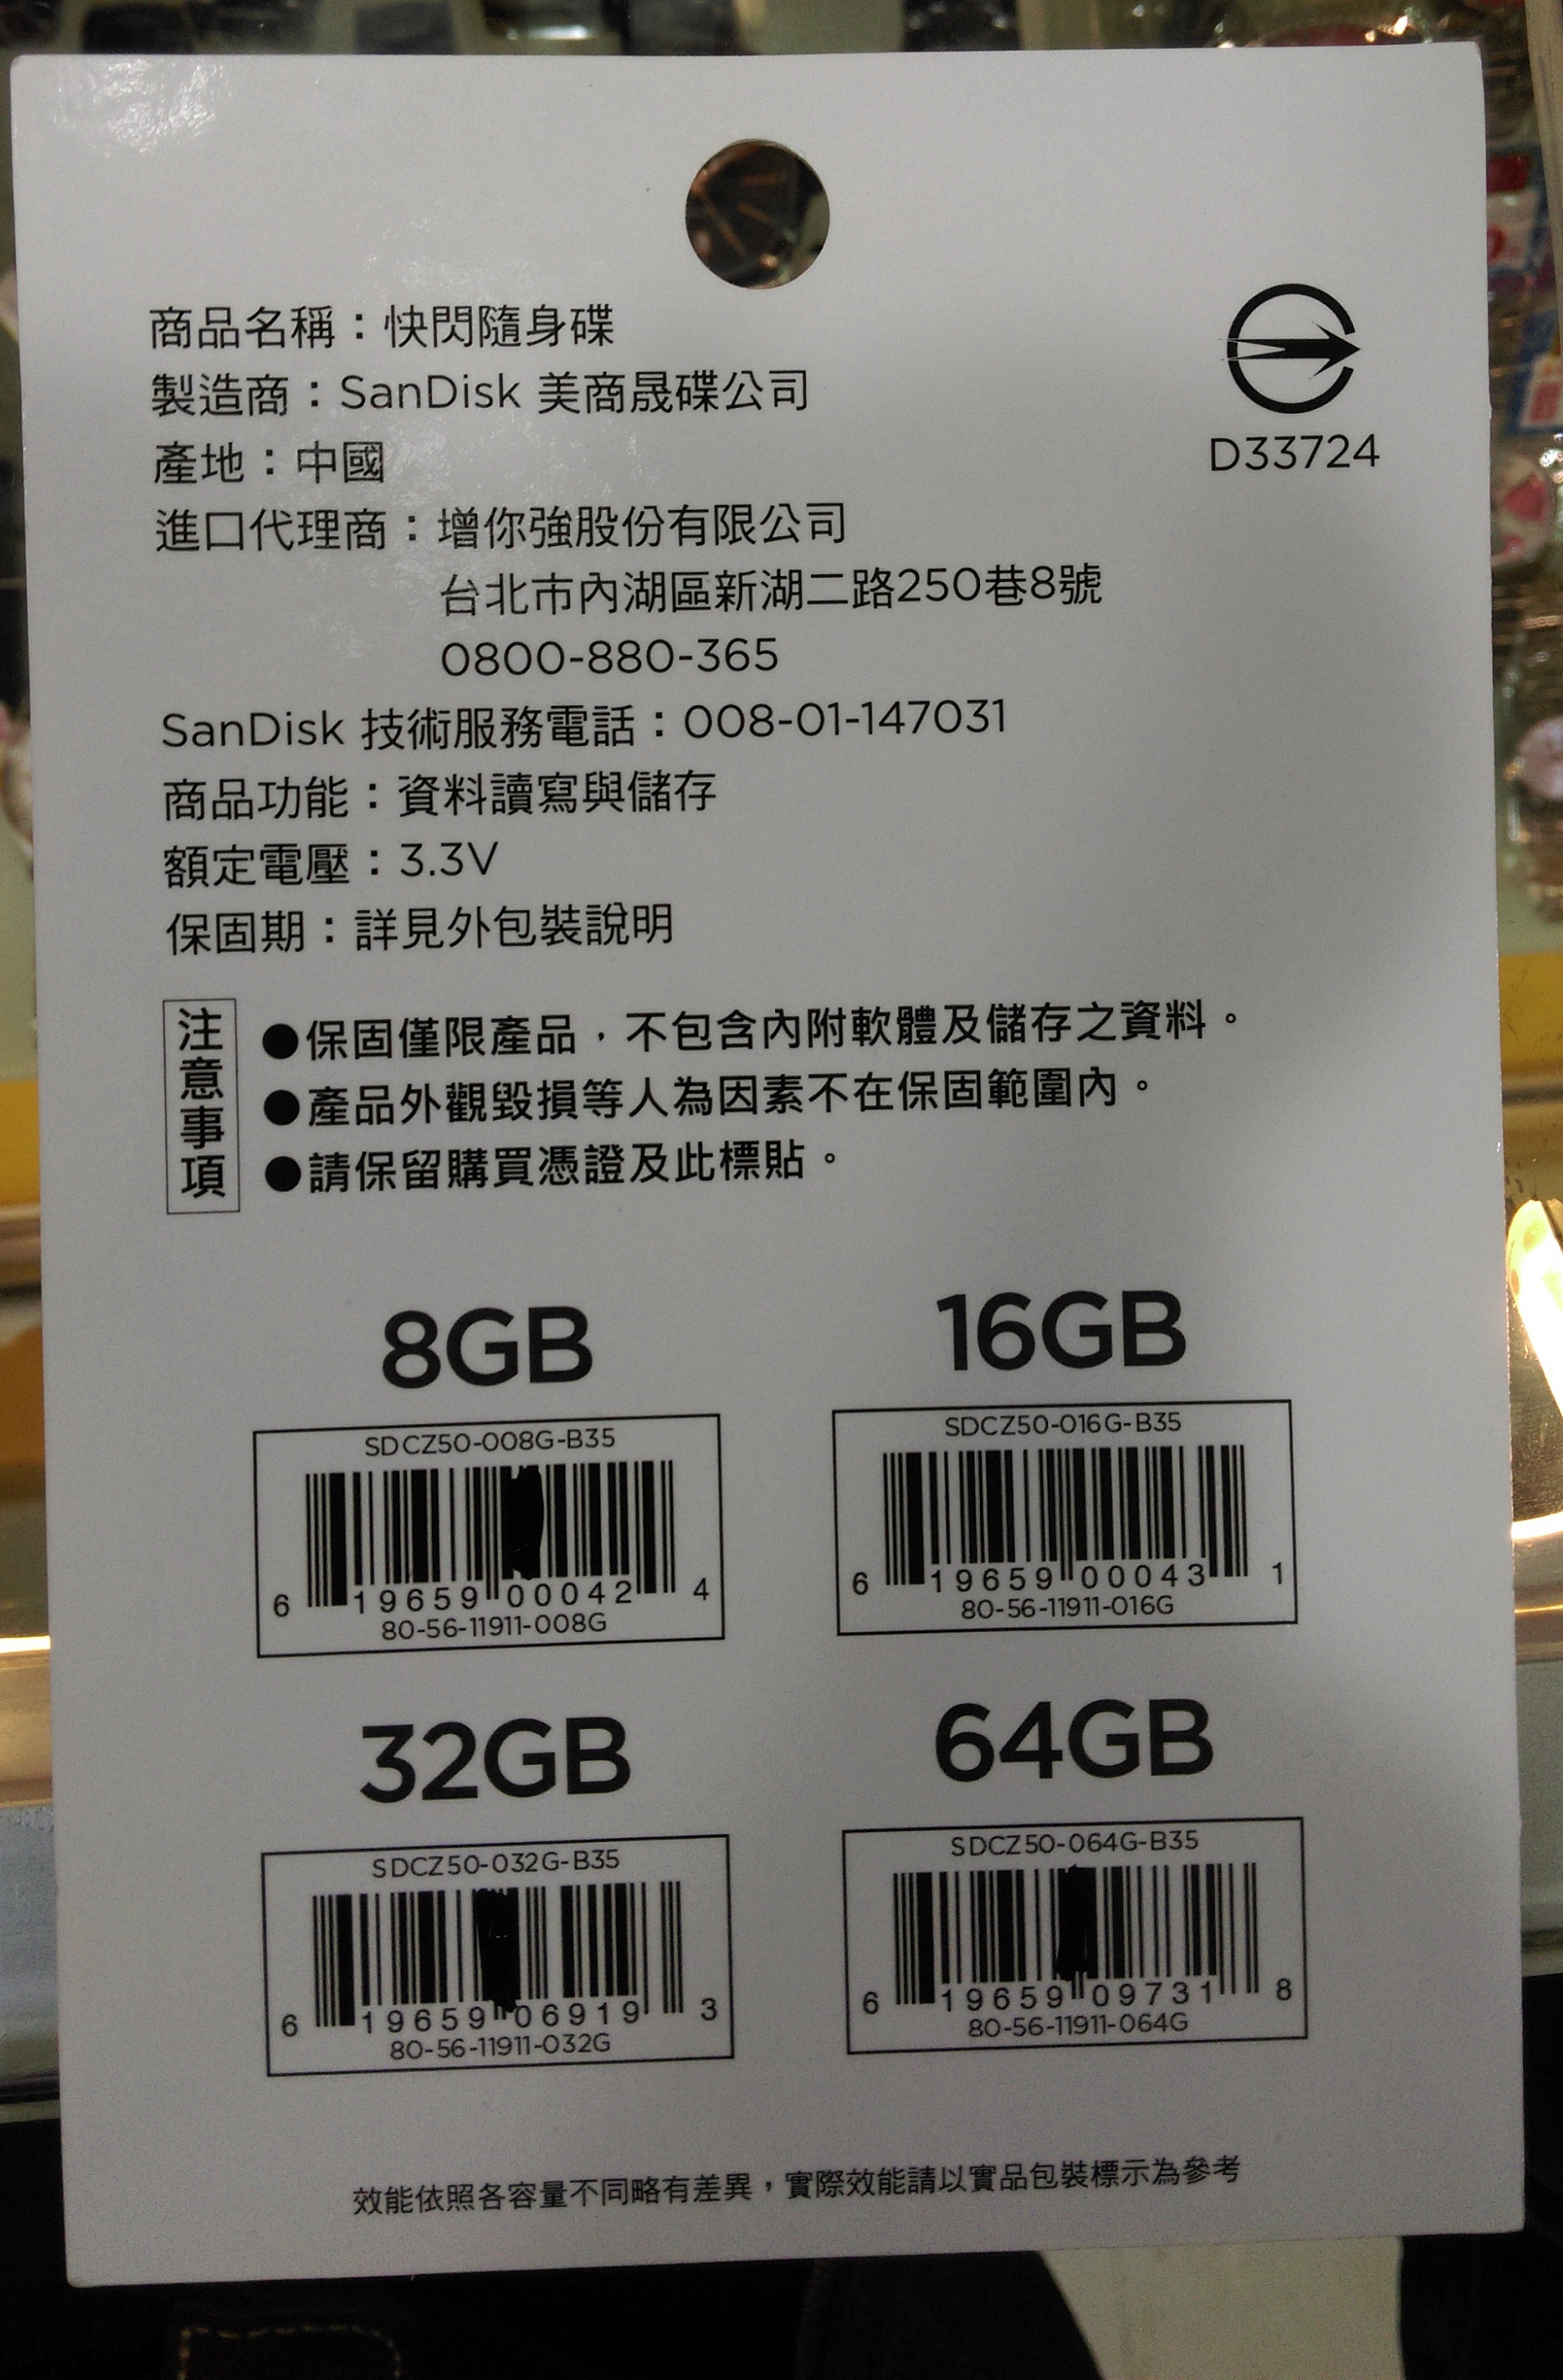 商品名稱：快閃隨身碟
製造商：SanDisk 美商晟碟公司
產地：中國
進口代理商：增你強股份有限公司
台北市內湖區新湖二路250巷8號
0800-880-365
SanDisk 技術服務電話：008-01-147031
商品功能：資料讀寫與儲存
額定電壓：3.3V
保固期：詳見外包裝說明
D33724
注意事項
●保固僅限產品，不包含內附軟體及儲存之資料。
●產品外觀毀損等人為因素不在保固範圍內。
●請保留購買憑證及此標貼。
8GB
SDCZ50-008G-B35
6 19659 00042 4
80-56-11911-008G
16GB
SDCZ50-016G-B35
6 19659 00043 1
80-56-11911-016G
32GB
SDCZ50-032G-B35
6 19659 06919 3
80-56-11911-032G
64GB
SDCZ50-064G-B35
6 19659 09731 8
80-56-11911-064G
效能依照各容量不同略有差異，實際效能請以實品包裝標示為參考